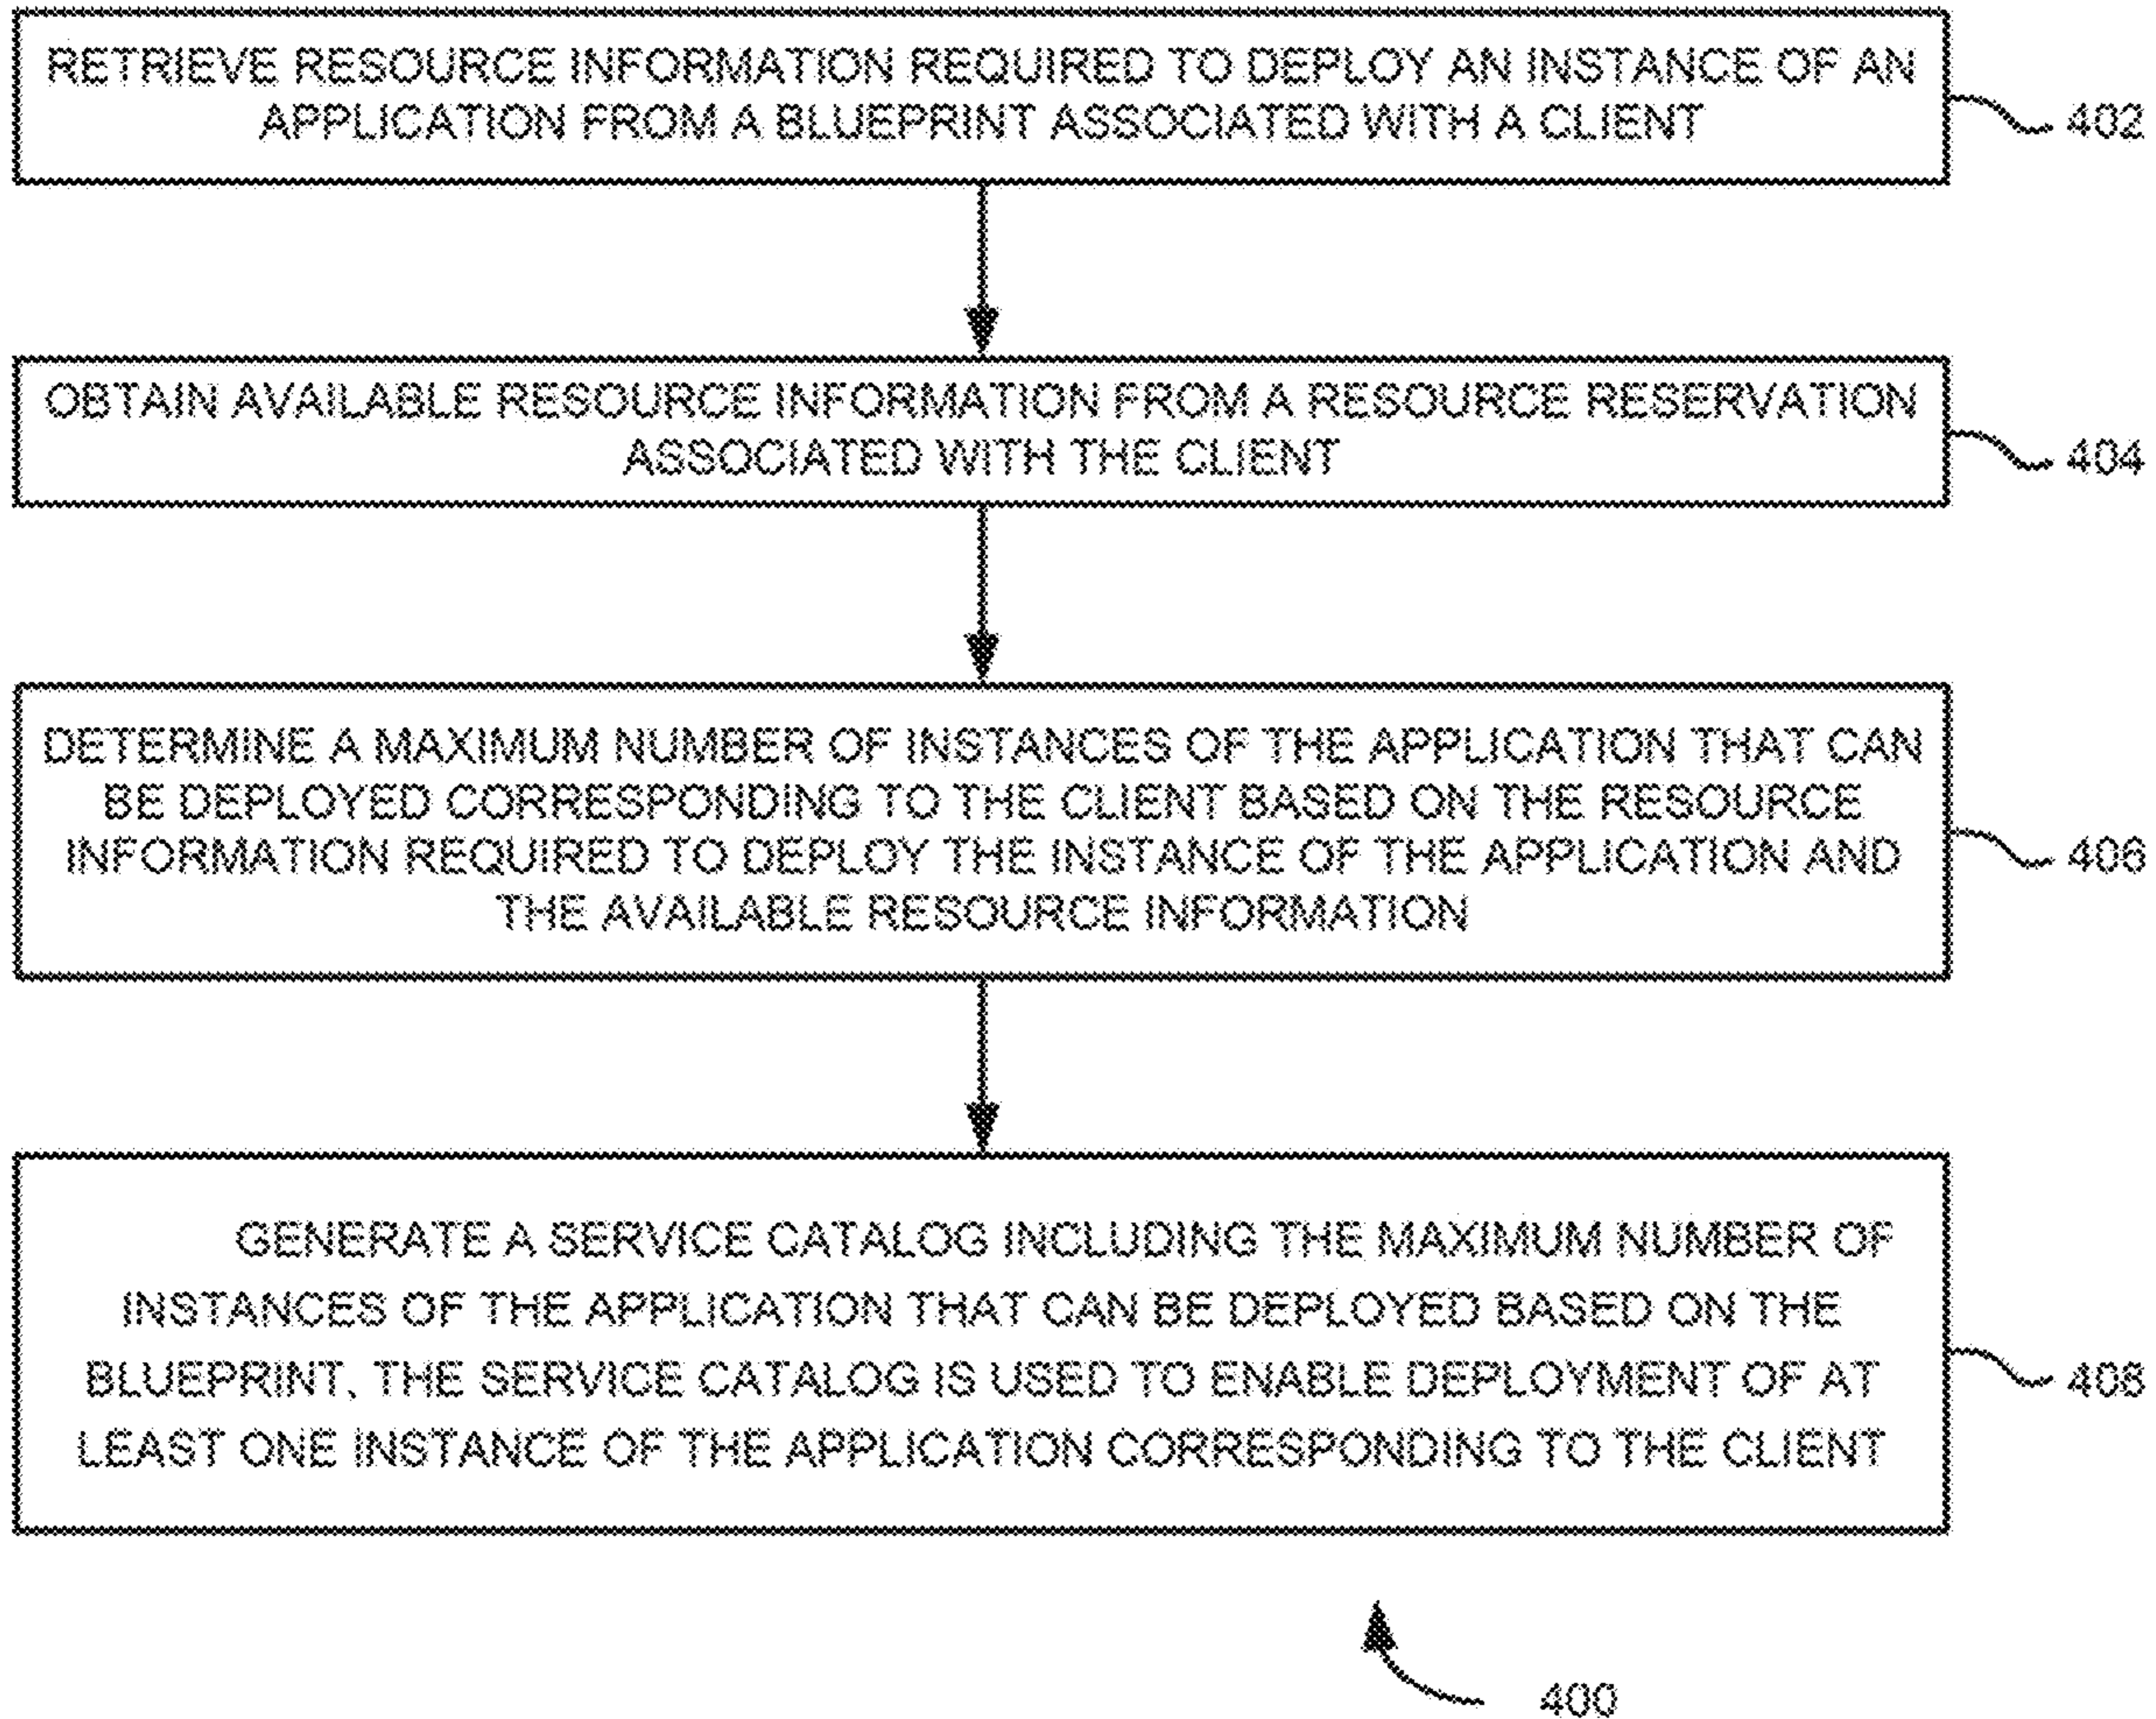 RETRIEVE RESOURCE INFORMATION REQUIRED TO DEPLOY AN INSTANCE OF AN
APPLICATION FROM A BLUEPRINT ASSOCIATED WITH A CLIENT
402
OBTAIN AVAILABLE RESOURCE INFORMATION FROM A RESOURCE RESERVATION
ASSOCIATED WITH THE CLIENT
404
DETERMINE A MAXIMUM NUMBER OF INSTANCES OF THE APPLICATION THAT CAN
BE DEPLOYED CORRESPONDING TO THE CLIENT BASED ON THE RESOURCE
INFORMATION REQUIRED TO DEPLOY THE INSTANCE OF THE APPLICATION AND
THE AVAILABLE RESOURCE INFORMATION
406
GENERATE A SERVICE CATALOG INCLUDING THE MAXIMUM NUMBER OF
INSTANCES OF THE APPLICATION THAT CAN BE DEPLOYED BASED ON THE
BLUEPRINT, THE SERVICE CATALOG IS USED TO ENABLE DEPLOYMENT OF AT
LEAST ONE INSTANCE OF THE APPLICATION CORRESPONDING TO THE CLIENT
408
400